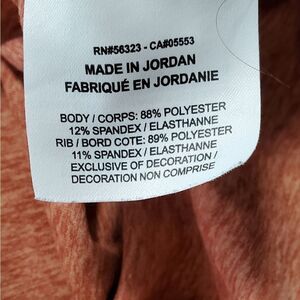 RN#56323 - CA#05553
MADE IN JORDAN
FABRIQUÉ EN JORDANIE
BODY / CORPS: 88% POLYESTER
12% SPANDEX / ELASTHANNE
RIB / BORD COTE: 89% POLYESTER
11% SPANDEX / ELASTHANNE
EXCLUSIVE OF DECORATION /
DECORATION NON COMPRISE